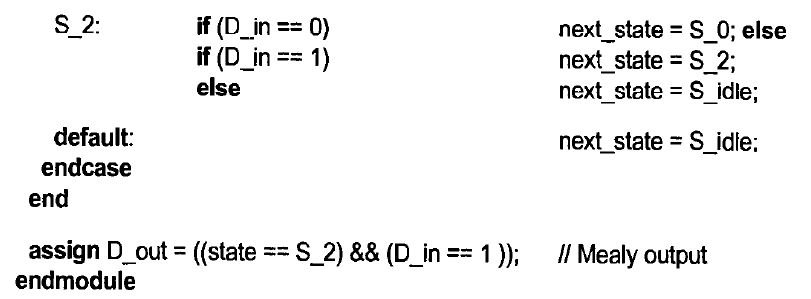 S_2: if (D_in == 0) next_state = S_0; else
if (D_in == 1) next_state = S_2;
else next_state = S_idle;
default: next_state = S_idle;
endcase
end
assign D_out = ((state == S_2) && (D_in == 1 )); // Mealy output
endmodule